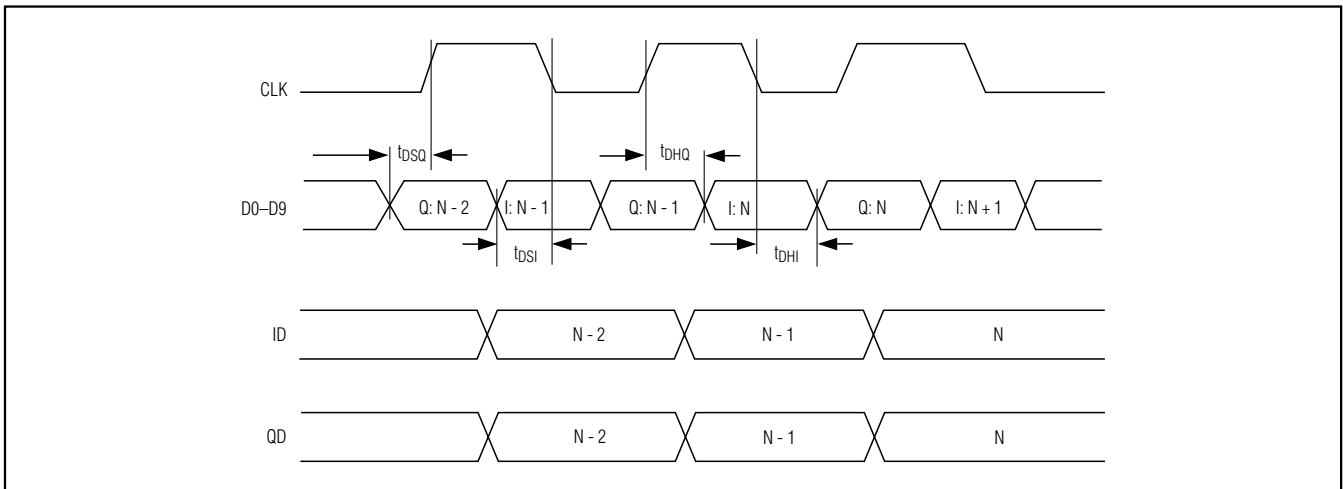 CLK
tDSQ
tDHQ
D0–D9
Q: N - 2
I: N - 1
Q: N - 1
I: N
Q: N
I: N + 1
tDSI
tDHI
ID
N - 2
N - 1
N
QD
N - 2
N - 1
N